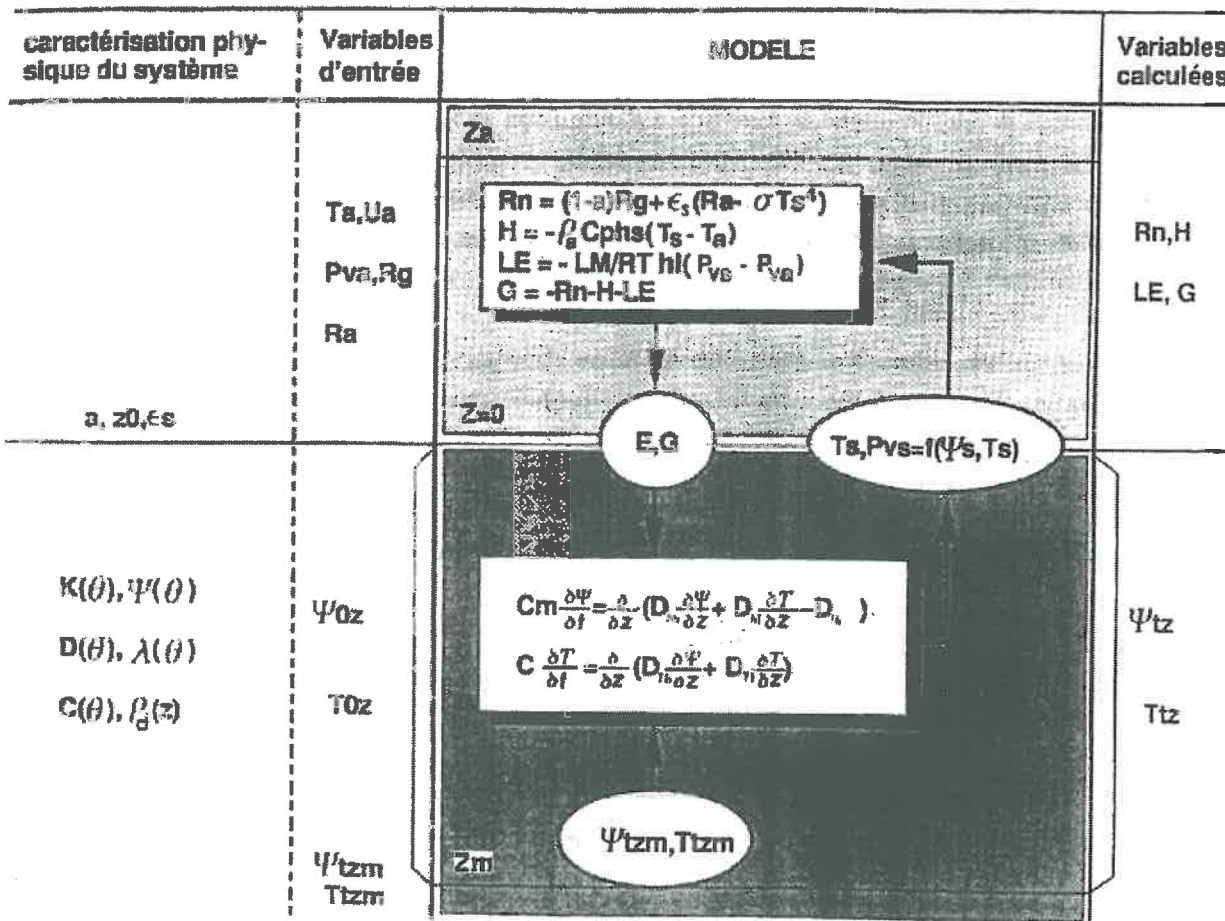 caractérisation phy-
sique du système
Variables
d'entrée
MODELE
Variables
calculées
Za
Ta,Ua
Pva,Rg
Ra
Rn = (1-a)Rg+ϵs(Ra- σTs⁴)
H = -ρa Cphs(Ts - Ta)
LE = - LM/RT hl(Pvs - Pva)
G = -Rn-H-LE
Rn,H
LE, G
a, z0,ϵs
Z=0
E,G
Ts,Pvs=f(Ψs,Ts)
K(θ),Ψ(θ)
D(θ), λ(θ)
C(θ), ρd(z)
Ψ0z
T0z
Cm ∂Ψ/∂t = ∂/∂z (D ∂Ψ/∂z + D ∂T/∂z – D ).
C ∂T/∂t = ∂/∂z (D ∂Ψ/∂z + D ∂T/∂z)
Ψtz
Ttz
Ψtzm,Ttzm
Ψtzm
Ttzm
Zm